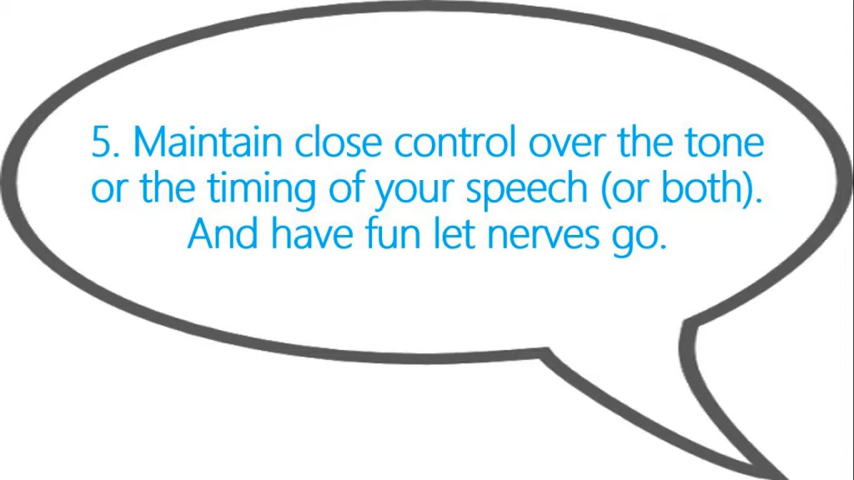 5. Maintain close control over the tone
or the timing of your speech (or both).
And have fun let nerves go.